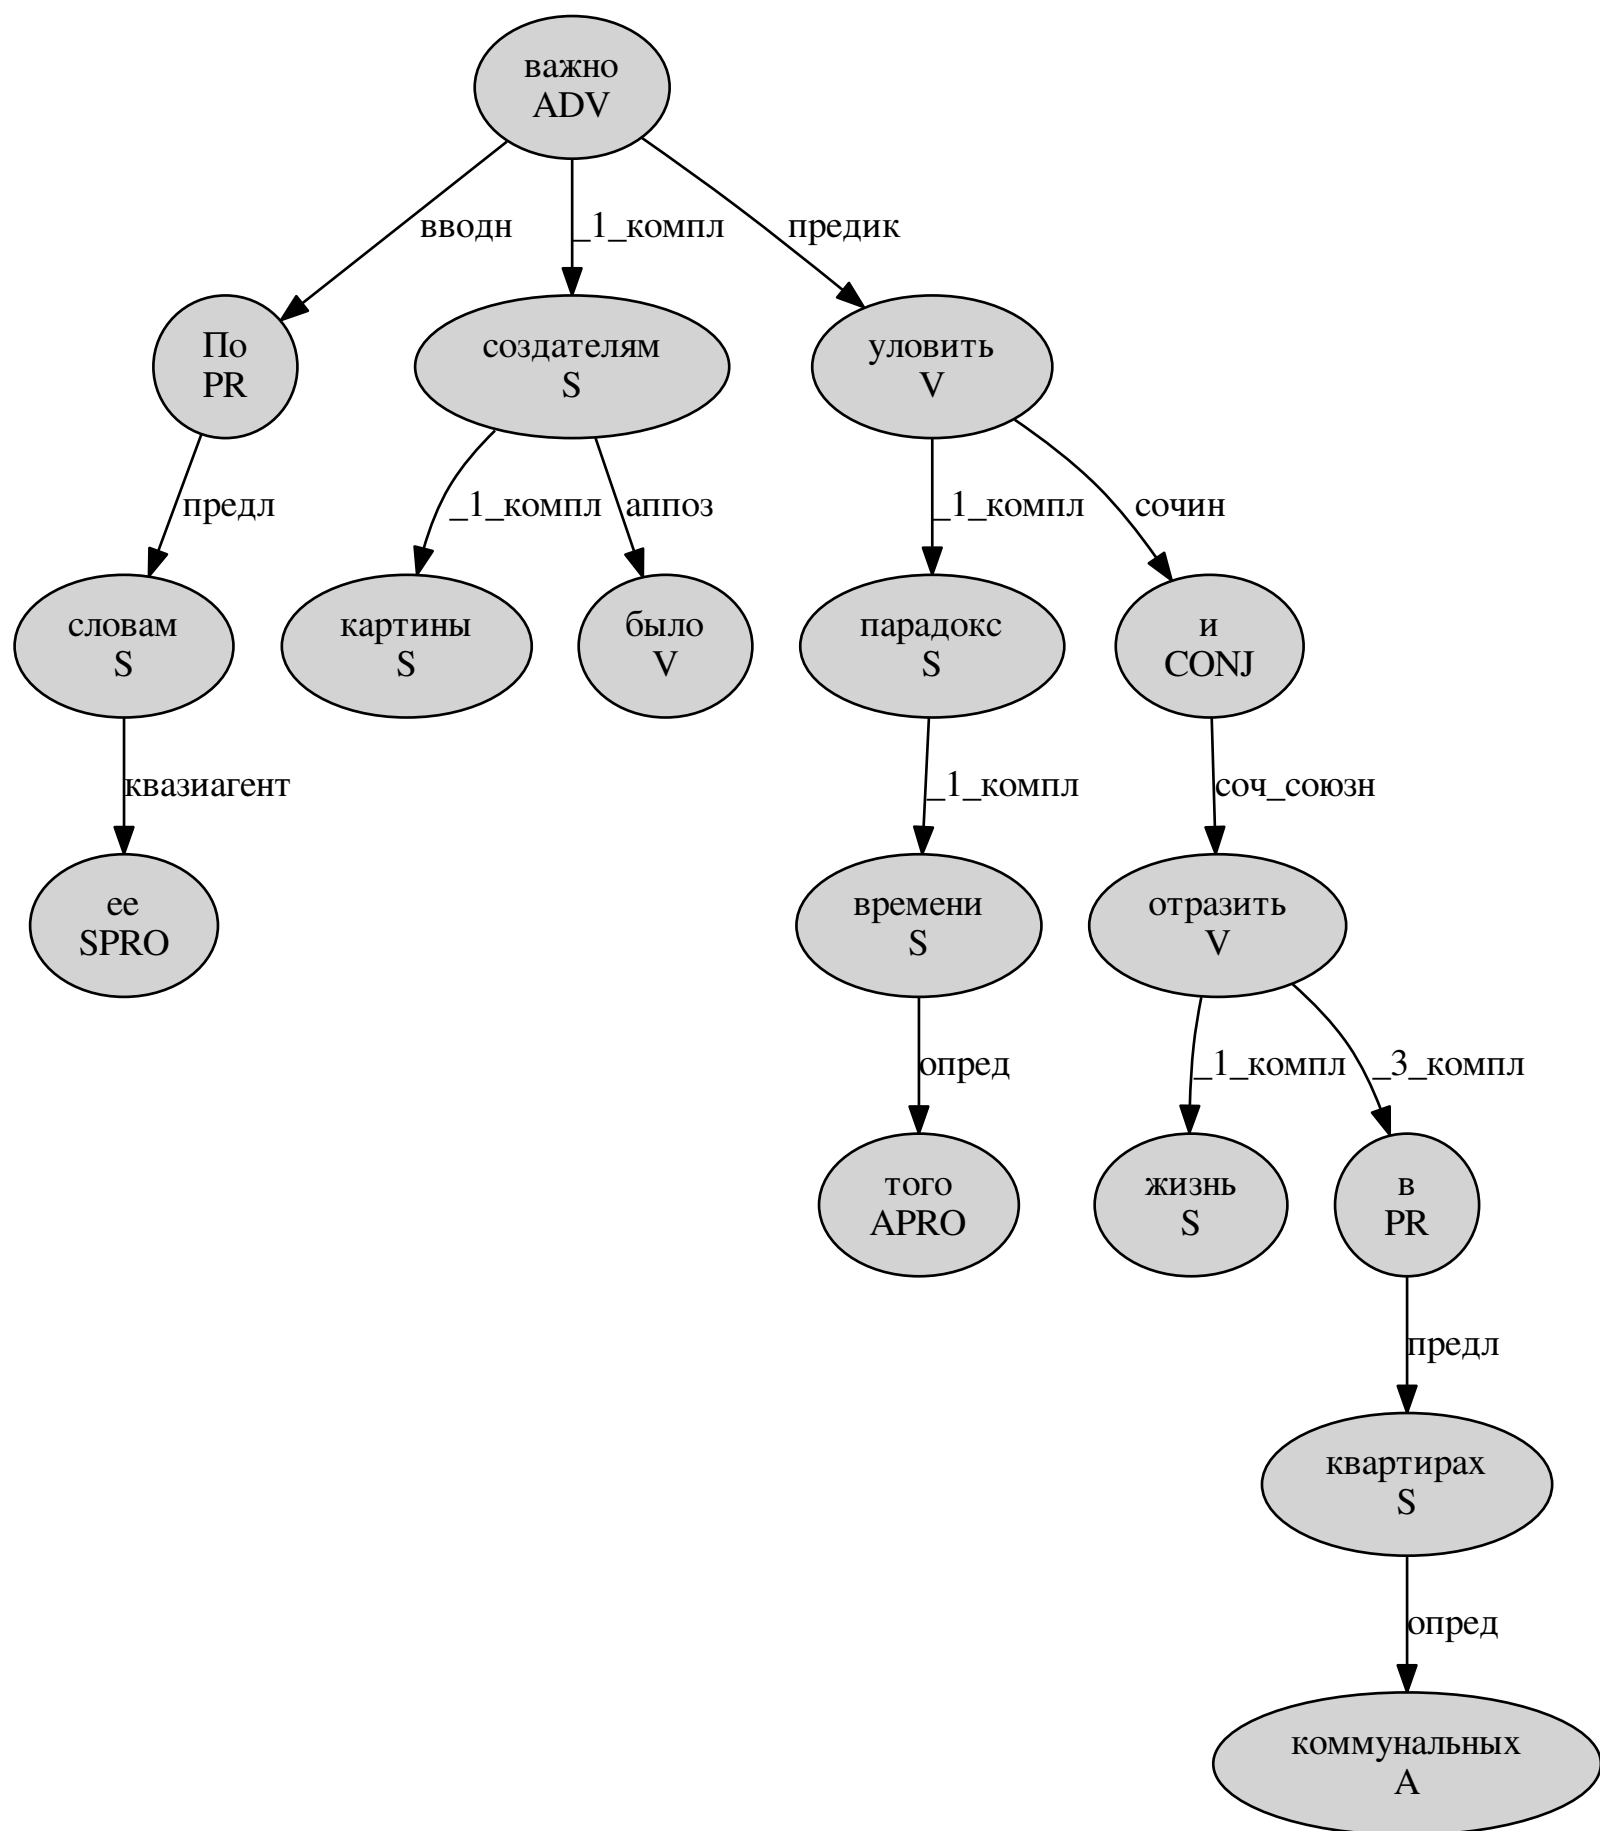 важно
ADV
вводн
_1_компл
предик
По
PR
создателям
S
уловить
V
предл
_1_компл
аппоз
_1_компл
сочин
словам
S
картины
S
было
V
парадокс
S
и
CONJ
квазиагент
_1_компл
соч_союзн
ее
SPRO
времени
S
отразить
V
опред
_1_компл
_3_компл
того
APRO
жизнь
S
в
PR
предл
квартирах
S
опред
коммунальных
A